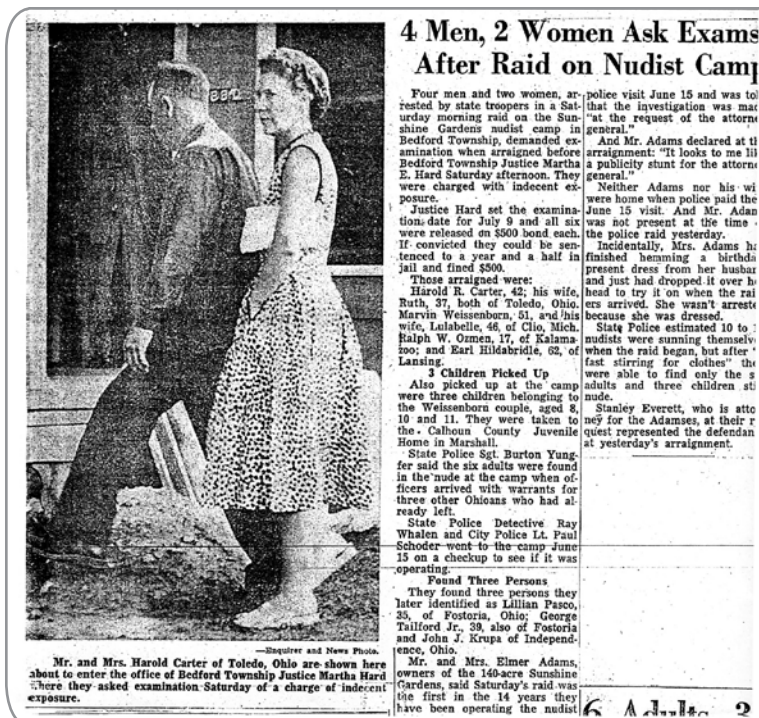 4 Men, 2 Women Ask Exams
After Raid on Nudist Camp
Four men and two women, ar-
rested by state troopers in a Sat-
urday morning raid on the Sun-
shine Gardens nudist camp in
Bedford Township, demanded ex-
amination when arraigned before
Bedford Township Justice Martha
E. Hard Saturday afternoon. They
were charged with indecent ex-
posure.
Justice Hard set the examina-
tion date for July 9 and all six
were released on $500 bond each.
If convicted they could be sen-
tenced to a year and a half in
jail and fined $500.
Those arraigned were:
Harold R. Carter, 42; his wife,
Ruth, 37, both of Toledo, Ohio.
Marvin Weissenborn, 51, and his
wife, Lulabelle, 46, of Clio, Mich.
Ralph W. Ozmen, 17, of Kalama-
zoo; and Earl Hildabridle, 62, of
Lansing.
3 Children Picked Up
Also picked up at the camp
were three children belonging to
the Weissenborn couple, aged 8,
10 and 11. They were taken to
the Calhoun County Juvenile
Home in Marshall.
State Police Sgt. Burton Yung-
fer said the six adults were found
in the nude at the camp when of-
ficers arrived with warrants for
three other Ohioans who had al-
ready left.
State Police Detective Ray
Whalen and City Police Lt. Paul
Schoder went to the camp June
15 on a checkup to see if it was
operating.
Found Three Persons
They found three persons they
later identified as Lillian Pasco,
35, of Fostoria, Ohio; George
Tailford Jr., 39, also of Fostoria
and John J. Krupa of Independ-
ence, Ohio.
Mr. and Mrs. Elmer Adams,
owners of the 140-acre Sunshine
Gardens, said Saturday's raid was
the first in the 14 years they
have been operating the nudist
police visit June 15 and was to
that the investigation was mad
"at the request of the attorne
general."
And Mr. Adams declared at th
arraignment: "It looks to me lik
a publicity stunt for the attorne
general."
Neither Adams nor his wi
were home when police paid the
June 15 visit. And Mr. Adam
was not present at the time
the police raid yesterday.
Incidentally, Mrs. Adams ha
finished hemming a birthda
present dress from her husban
and just had dropped it over he
head to try it on when the rai
ers arrived. She wasn't arreste
because she was dressed.
State Police estimated 10 to
nudists were sunning themselve
when the raid began, but after "
fast stirring for clothes" the
were able to find only the s
adults and three children sti
nude.
Stanley Everett, who is atto
ney for the Adamses, at their r
quest represented the defendan
at yesterday's arraignment.
—Enquirer and News Photo.
Mr. and Mrs. Harold Carter of Toledo, Ohio are shown here
about to enter the office of Bedford Township Justice Martha Hard
where they asked examination Saturday of a charge of indecent
exposure.
6 Adults, 3